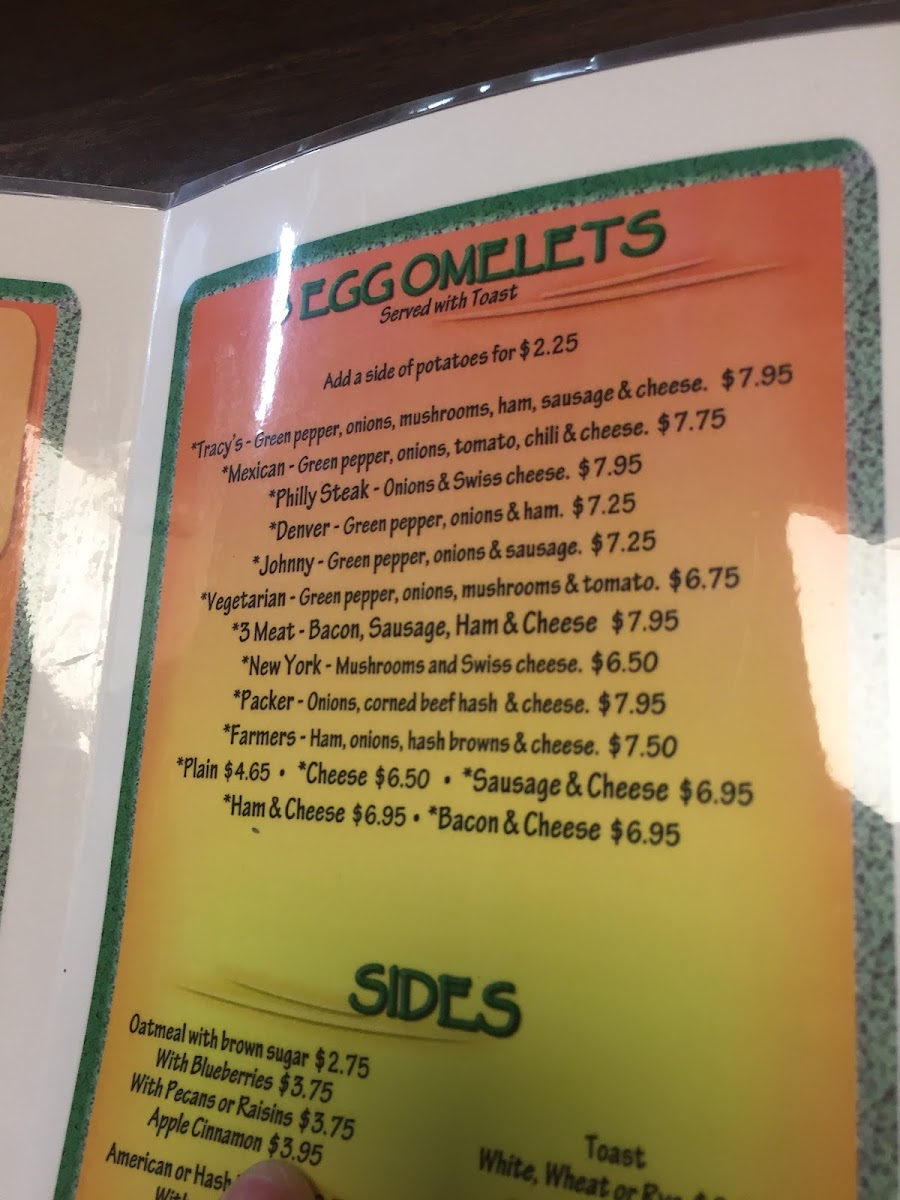 EGG OMELETS
Served with Toast
Add a side of potatoes for $2.25
*Tracy's - Green pepper, onions, mushrooms, ham, sausage & cheese. $7.95
*Mexican - Green pepper, onions, tomato, chili & cheese. $7.75
*Philly Steak - Onions & Swiss cheese. $7.95
*Denver - Green pepper, onions & ham. $7.25
*Johnny - Green pepper, onions & sausage. $7.25
*Vegetarian - Green pepper, onions, mushrooms & tomato. $6.75
*3 Meat - Bacon, Sausage, Ham & Cheese $7.95
*New York - Mushrooms and Swiss cheese. $6.50
*Packer - Onions, corned beef hash & cheese. $7.95
*Farmers - Ham, onions, hash browns & cheese. $7.50
*Plain $4.65 • *Cheese $6.50 • *Sausage & Cheese $6.95
*Ham & Cheese $6.95 • *Bacon & Cheese $6.95
SIDES
Oatmeal with brown sugar $2.75
With Blueberries $3.75
With Pecans or Raisins $3.75
Apple Cinnamon $3.95
American or Hash
Toast
White, Wheat or